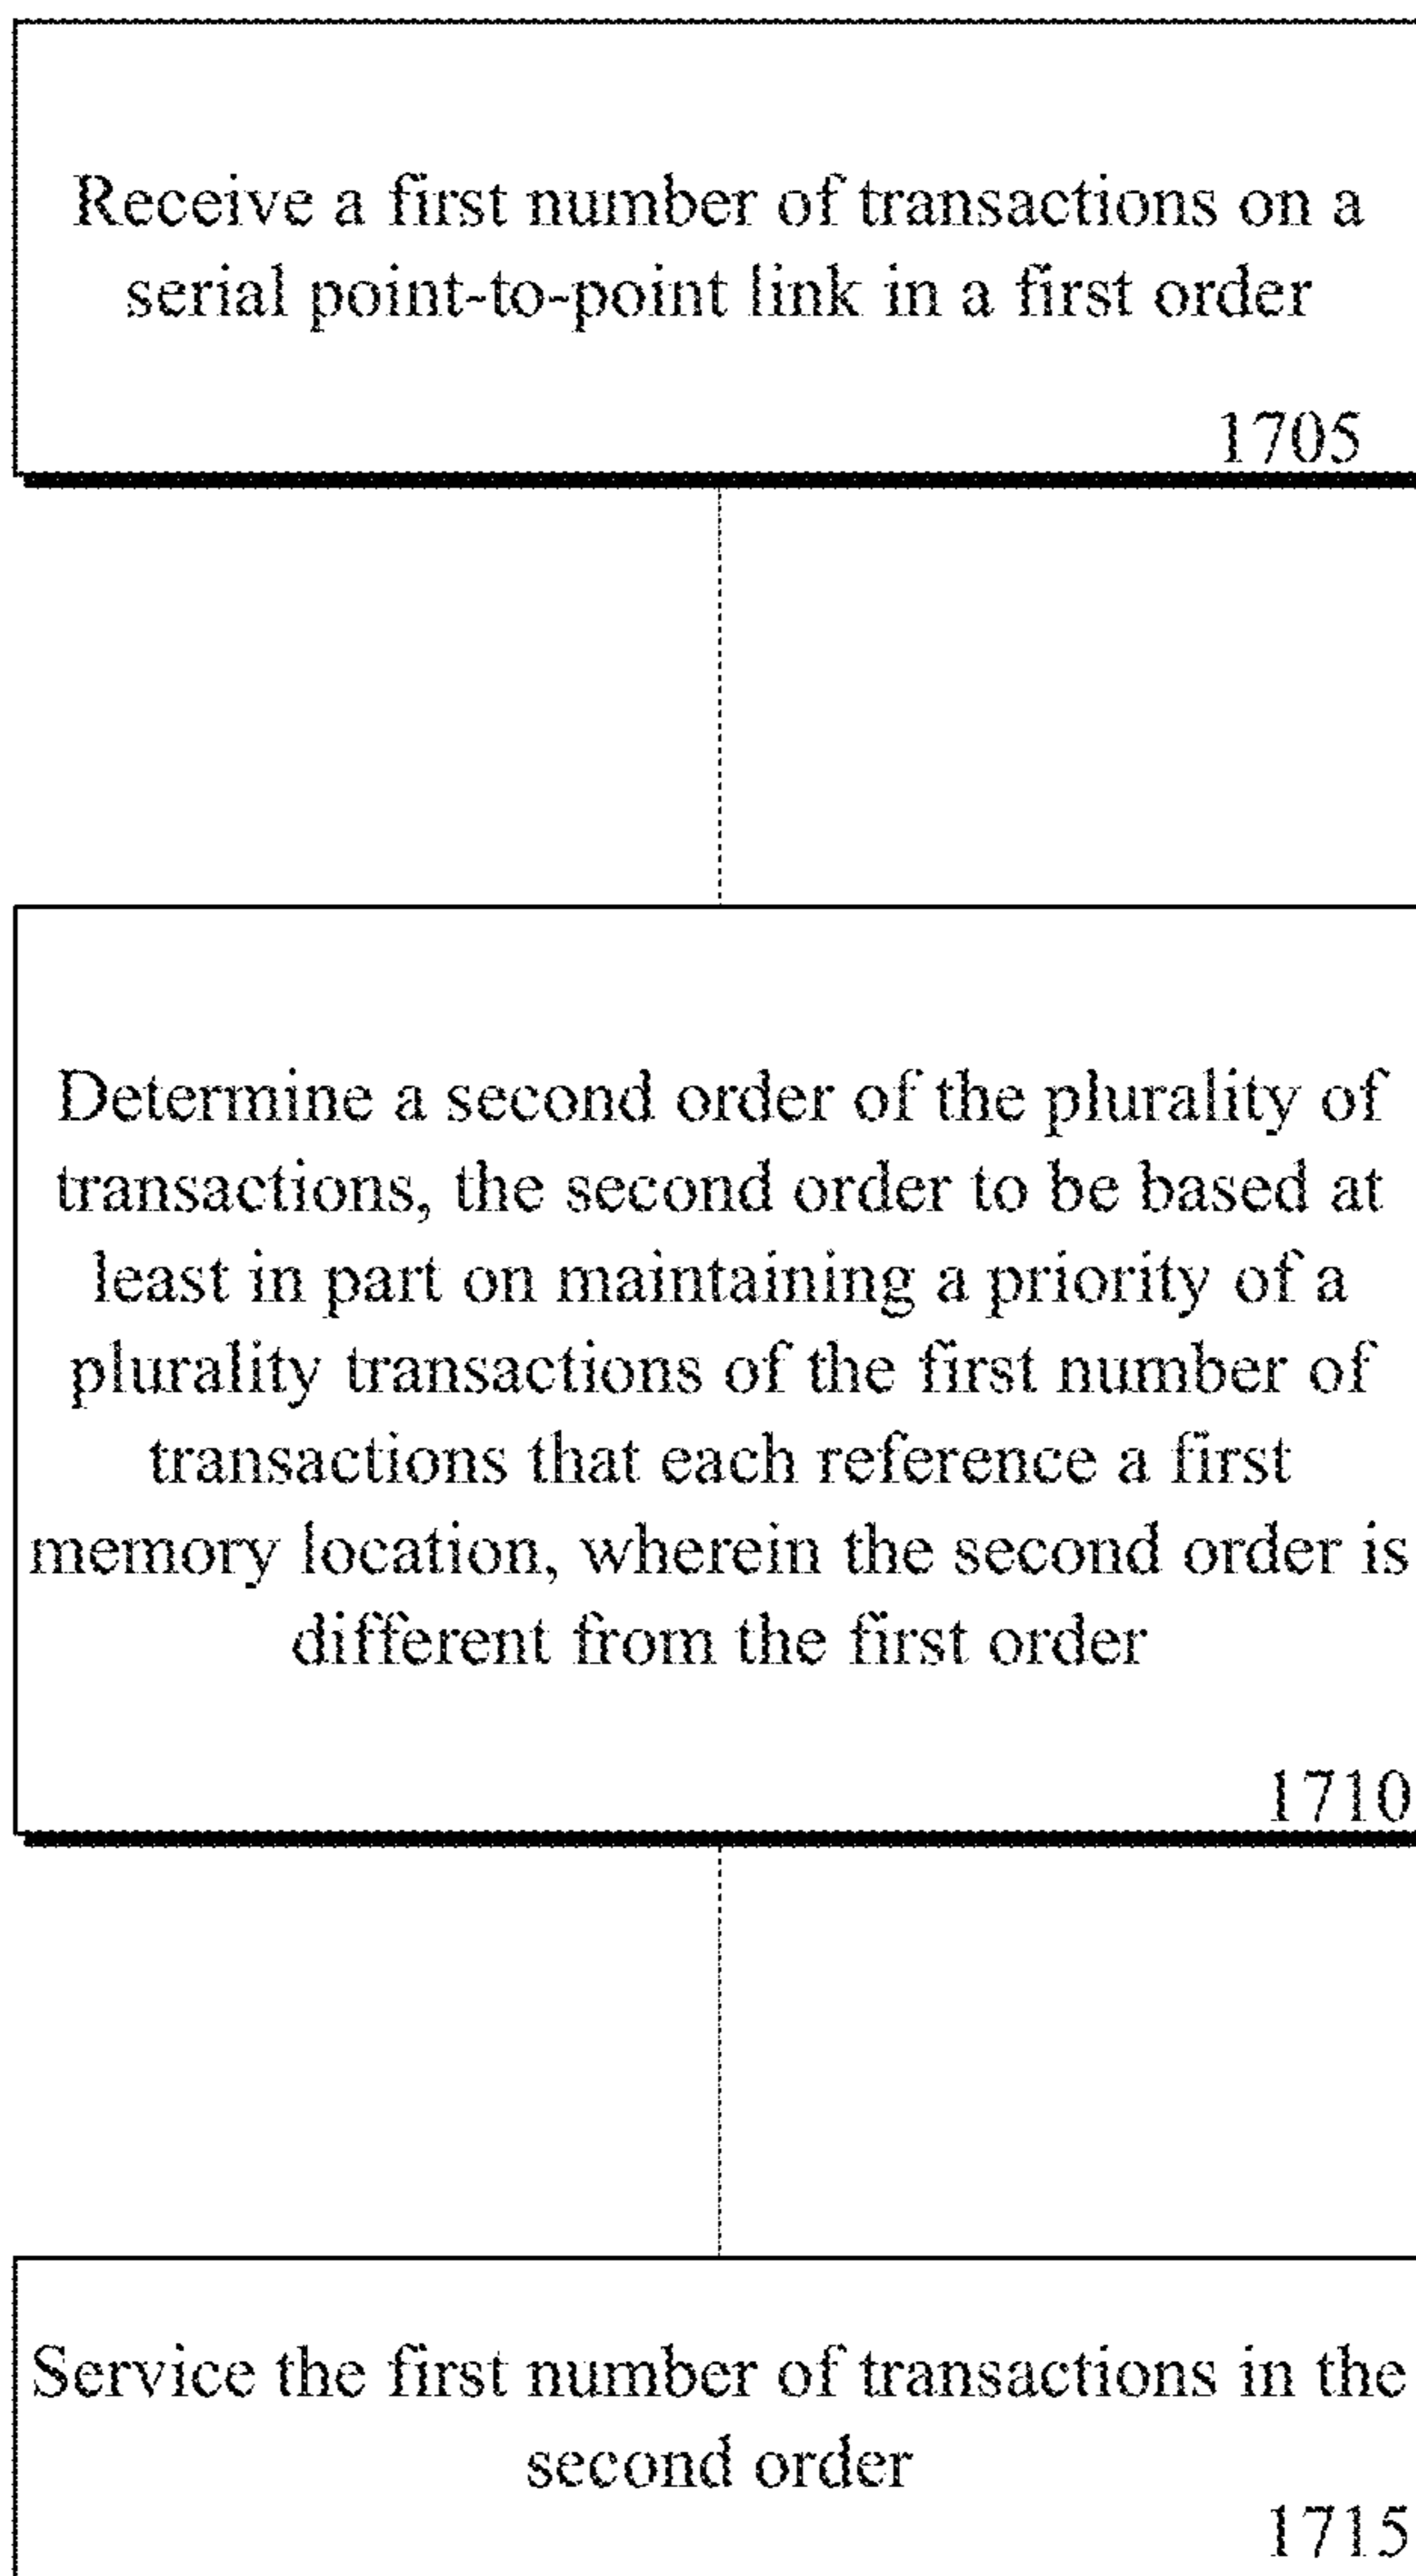 Receive a first number of transactions on a
serial point-to-point link in a first order
1705
Determine a second order of the plurality of
transactions, the second order to be based at
least in part on maintaining a priority of a
plurality transactions of the first number of
transactions that each reference a first
memory location, wherein the second order is
different from the first order
1710
Service the first number of transactions in the
second order
1715